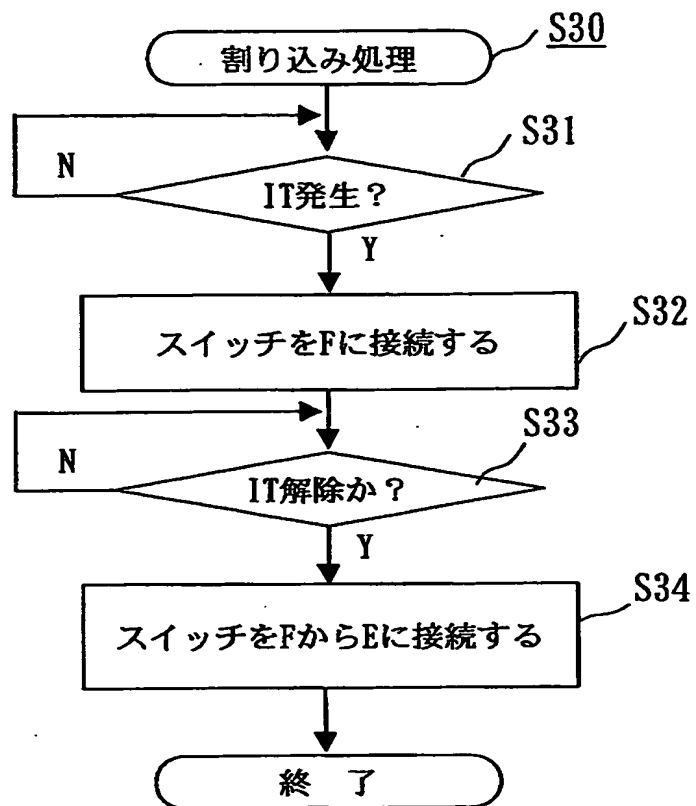 S30
割り込み処理
S31
N
IT発生？
Y
S32
スイッチをFに接続する
S33
N
IT解除か？
Y
S34
スイッチをFからEに接続する
終 了